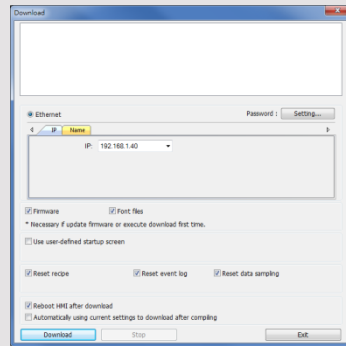 Download
Ethernet
Password : Setting...
IP Name
IP: 192.168.1.40
Firmware Font files
* Necessary if update firmware or execute download first time.
Use user-defined startup screen
Reset recipe Reset event log Reset data sampling
Reboot HMI after download
Automatically using current settings to download after compiling
Download Stop Exit